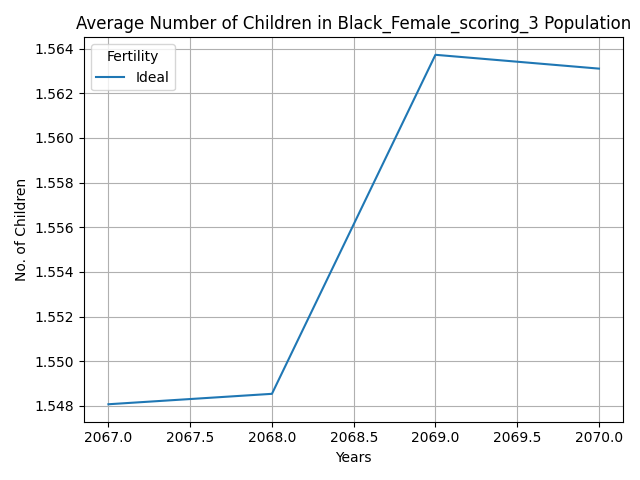 Average Number of Children in Black_Female_scoring_3 Population
Fertility
Ideal
1.564
1.562
1.560
1.558
1.556
1.554
1.552
1.550
1.548
No. of Children
2067.0 2067.5 2068.0 2068.5 2069.0 2069.5 2070.0
Years